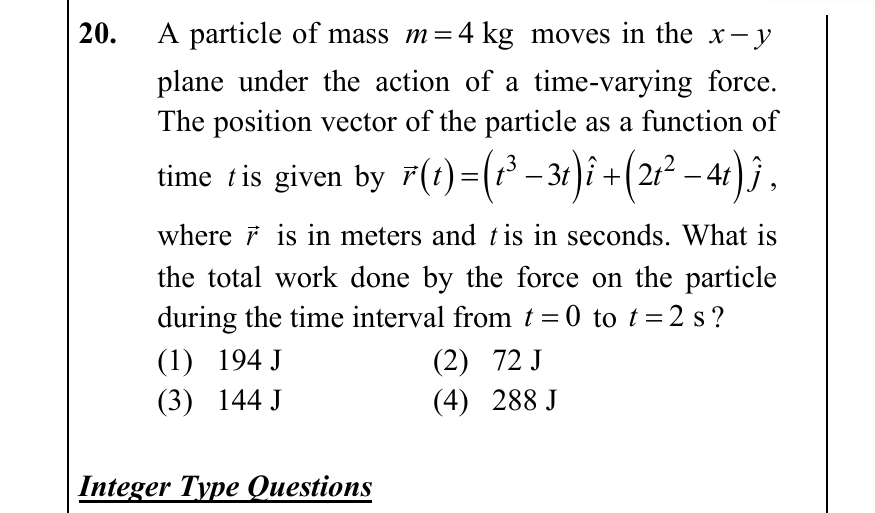 20. A particle of mass m = 4 kg moves in the x – y
plane under the action of a time-varying force.
The position vector of the particle as a function of
time t is given by r⃗(t) = (t³ – 3t)î + (2t² – 4t)ĵ ,
where r⃗ is in meters and t is in seconds. What is
the total work done by the force on the particle
during the time interval from t = 0 to t = 2 s?
(1) 194 J (2) 72 J
(3) 144 J (4) 288 J
Integer Type Questions